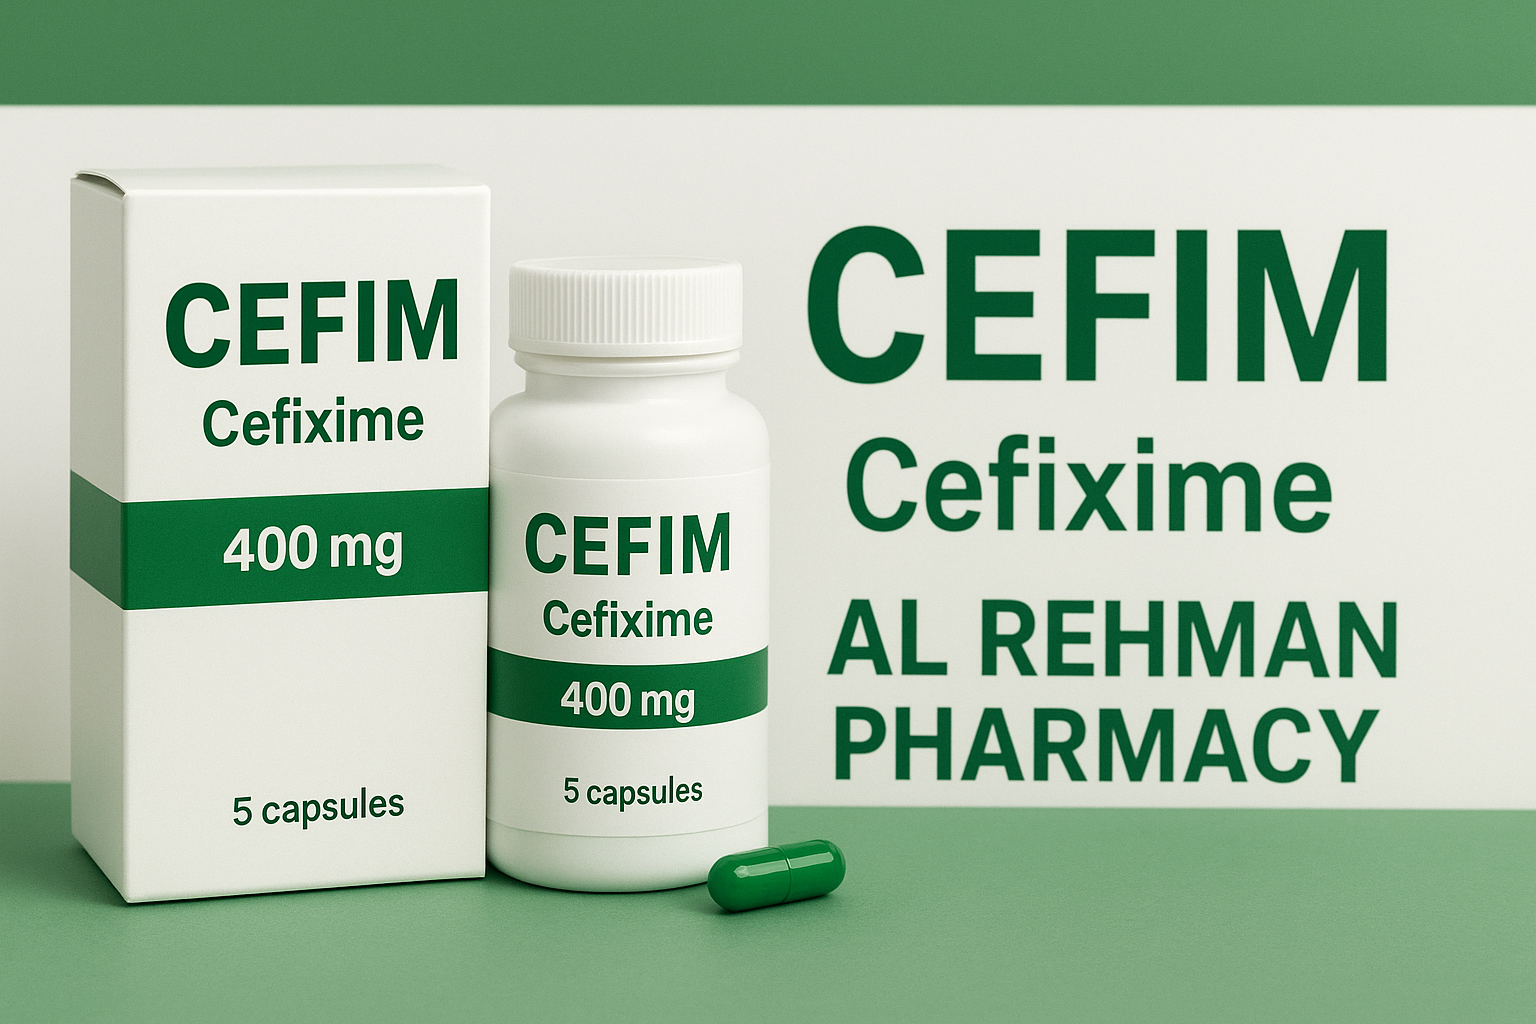 CEFIM
Cefixime
400 mg
5 capsules
CEFIM
Cefixime
400 mg
5 capsules
CEFIM
Cefixime
AL REHMAN
PHARMACY